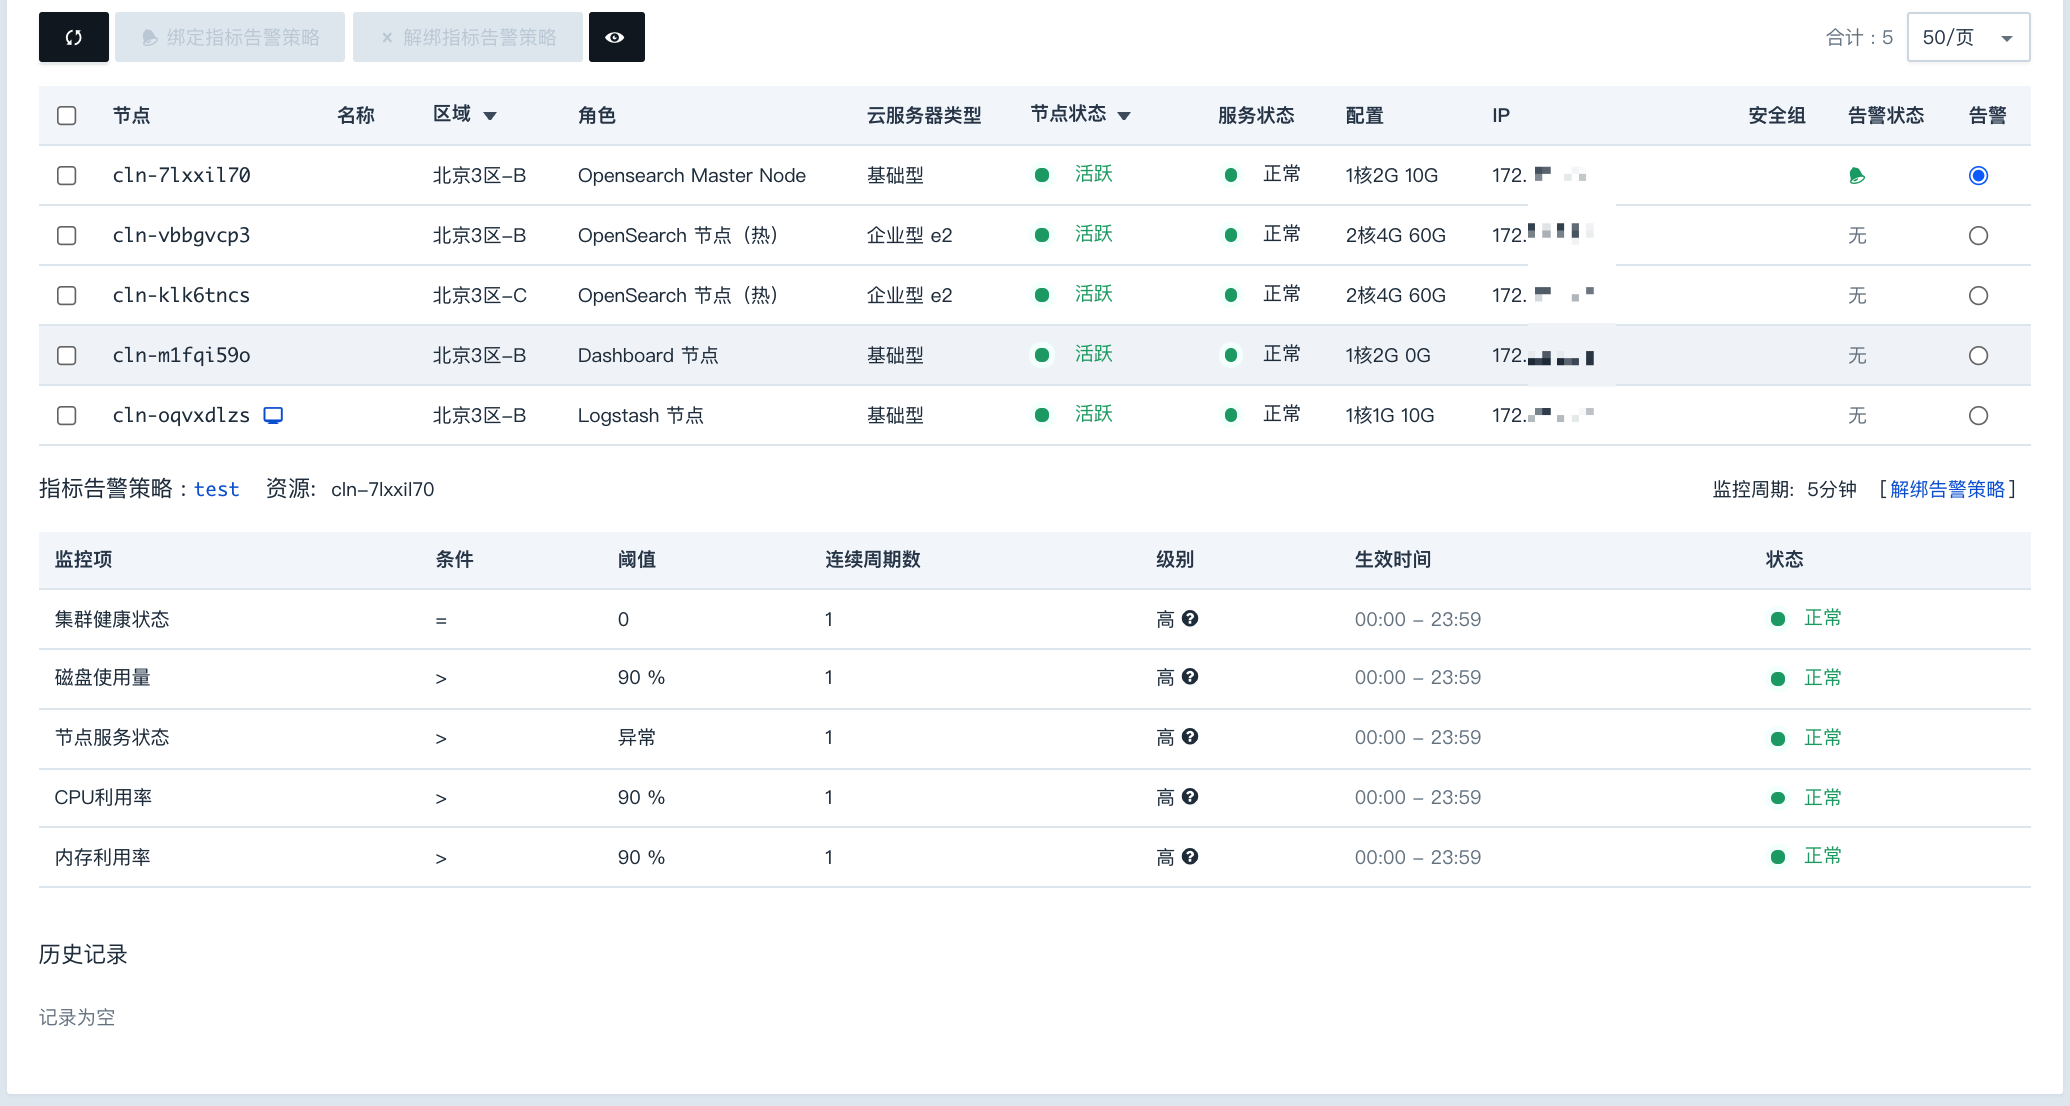 绑定指标告警策略 × 解绑指标告警策略 合计：5 50/页
节点 名称 区域 角色 云服务器类型 节点状态 服务状态 配置 IP 安全组 告警状态 告警
cln-7lxxil70 北京3区-B Opensearch Master Node 基础型 活跃 正常 1核2G 10G 172.
cln-vbbgvcp3 北京3区-B OpenSearch 节点（热） 企业型 e2 活跃 正常 2核4G 60G 172. 无
cln-klk6tncs 北京3区-C OpenSearch 节点（热） 企业型 e2 活跃 正常 2核4G 60G 172. 无
cln-m1fqi59o 北京3区-B Dashboard 节点 基础型 活跃 正常 1核2G 0G 172. 无
cln-oqvxdlzs 北京3区-B Logstash 节点 基础型 活跃 正常 1核1G 10G 172. 无
指标告警策略：test 资源: cln-7lxxil70 监控周期: 5分钟 [解绑告警策略]
监控项 条件 阈值 连续周期数 级别 生效时间 状态
集群健康状态 = 0 1 高 ? 00:00 - 23:59 正常
磁盘使用量 > 90 % 1 高 ? 00:00 - 23:59 正常
节点服务状态 > 异常 1 高 ? 00:00 - 23:59 正常
CPU利用率 > 90 % 1 高 ? 00:00 - 23:59 正常
内存利用率 > 90 % 1 高 ? 00:00 - 23:59 正常
历史记录
记录为空